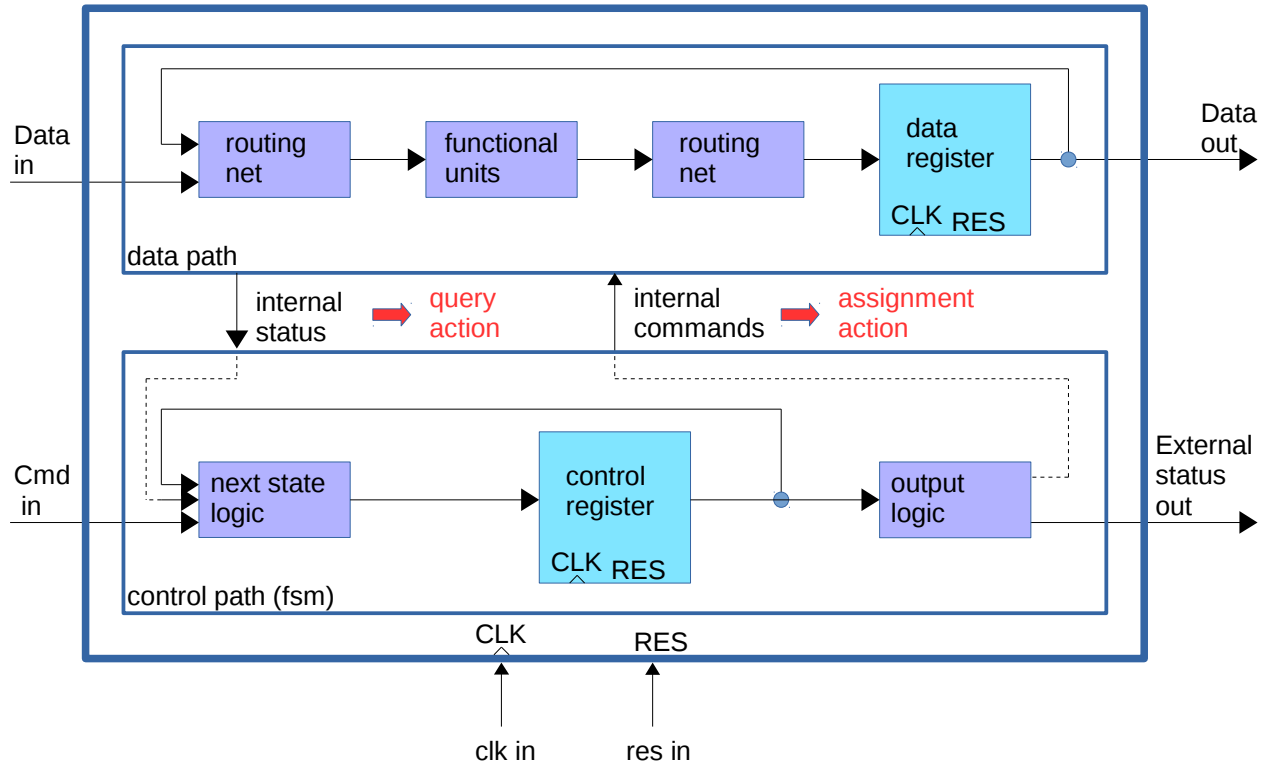 Data
in
routing
net
functional
units
routing
net
data
register
CLK RES
Data
out
data path
internal
status
query
action
internal
commands
assignment
action
Cmd
in
next state
logic
control
register
CLK RES
output
logic
External
status
out
control path (fsm)
CLK
RES
clk in
res in